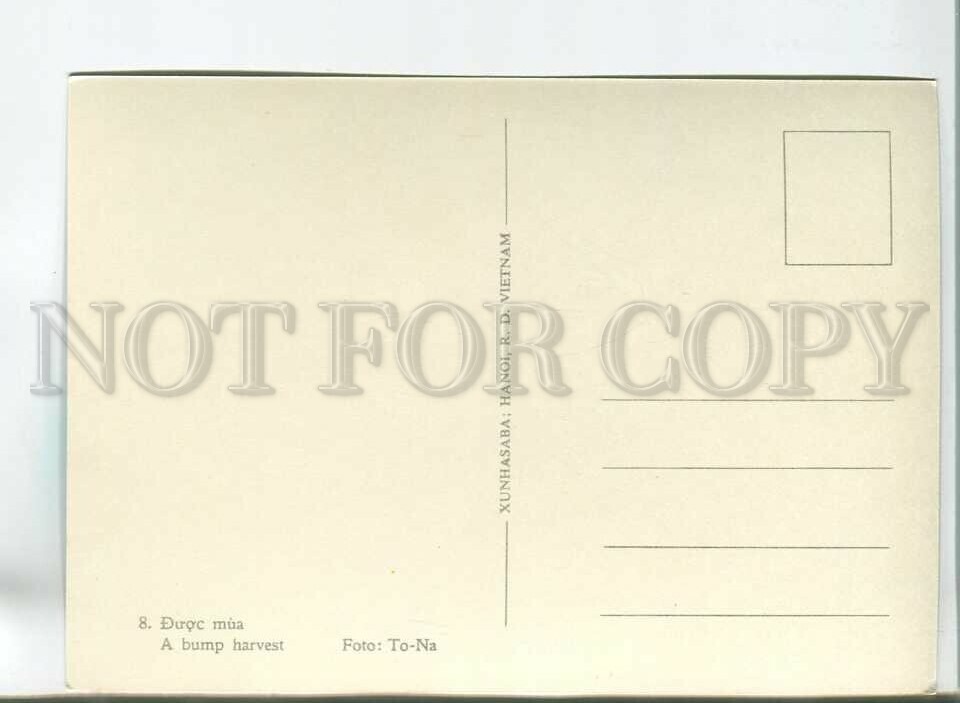 XUNHASABA: HANOI, R. D. VIETNAM
NOT FOR COPY
8. Được mùa
A bump harvest
Foto: To-Na